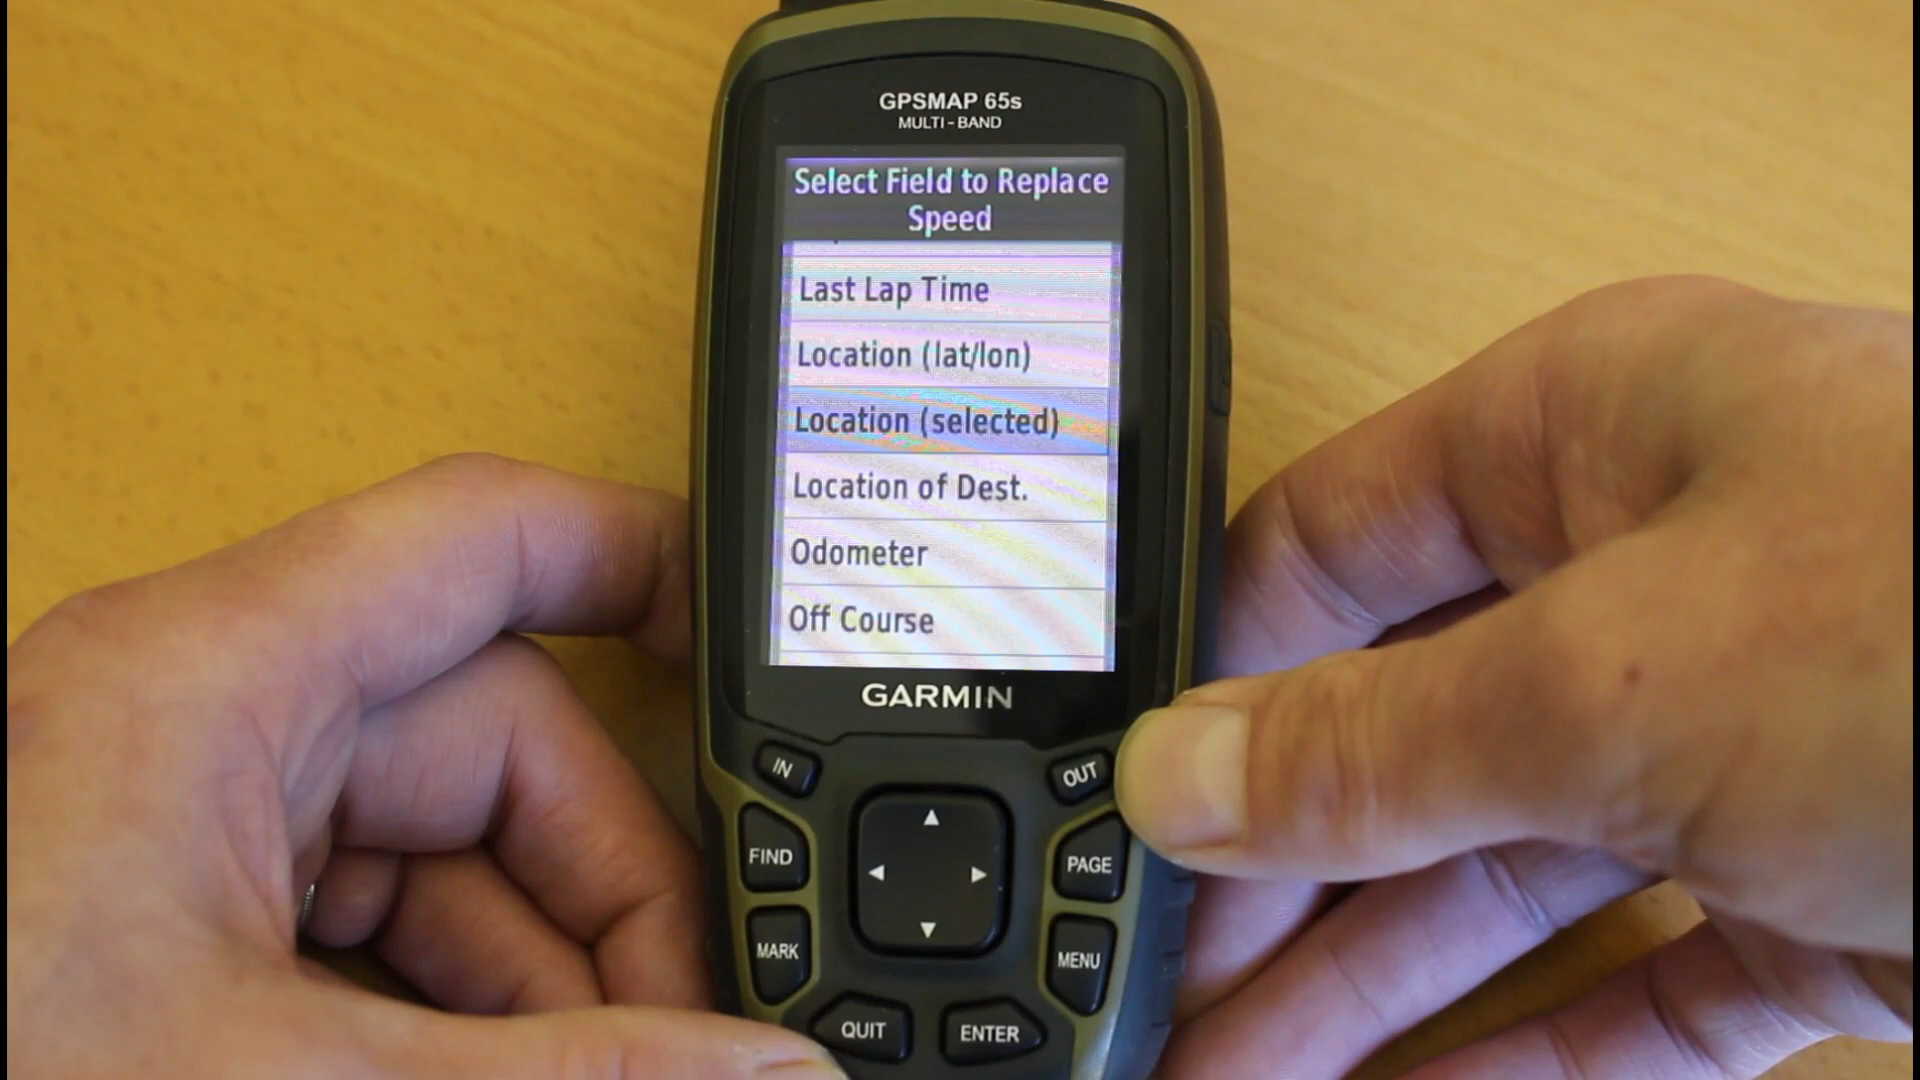 GPSMAP 65s
MULTI-BAND
Select Field to Replace
Speed
Last Lap Time
Location (lat/lon)
Location (selected)
Location of Dest.
Odometer
Off Course
GARMIN
IN
OUT
FIND
PAGE
MARK
MENU
QUIT
ENTER